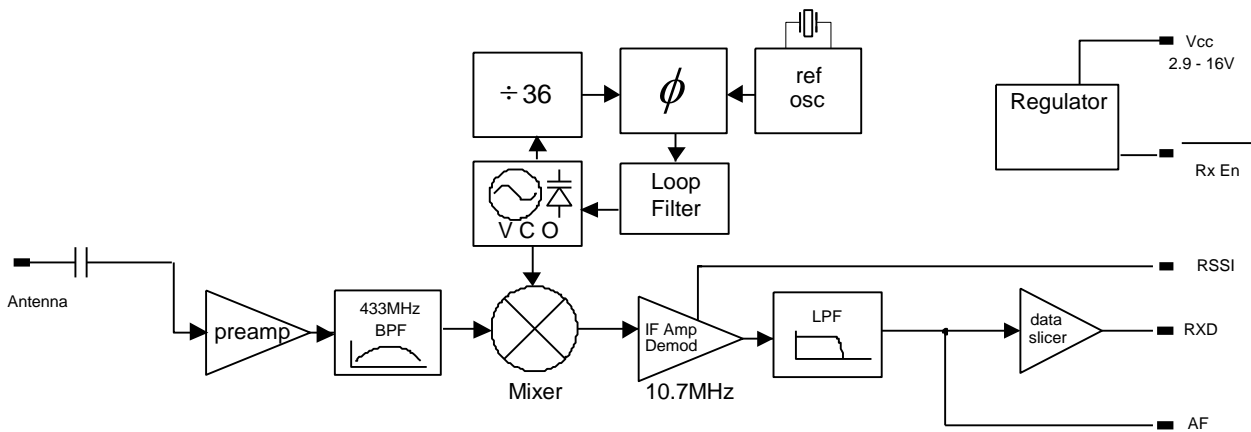 ÷ 36
ϕ
ref
osc
Vcc
2.9 - 16V
Regulator
Rx En
Loop
Filter
V C O
RSSI
Antenna
preamp
433MHz
BPF
Mixer
IF Amp
Demod
10.7MHz
LPF
data
slicer
RXD
AF